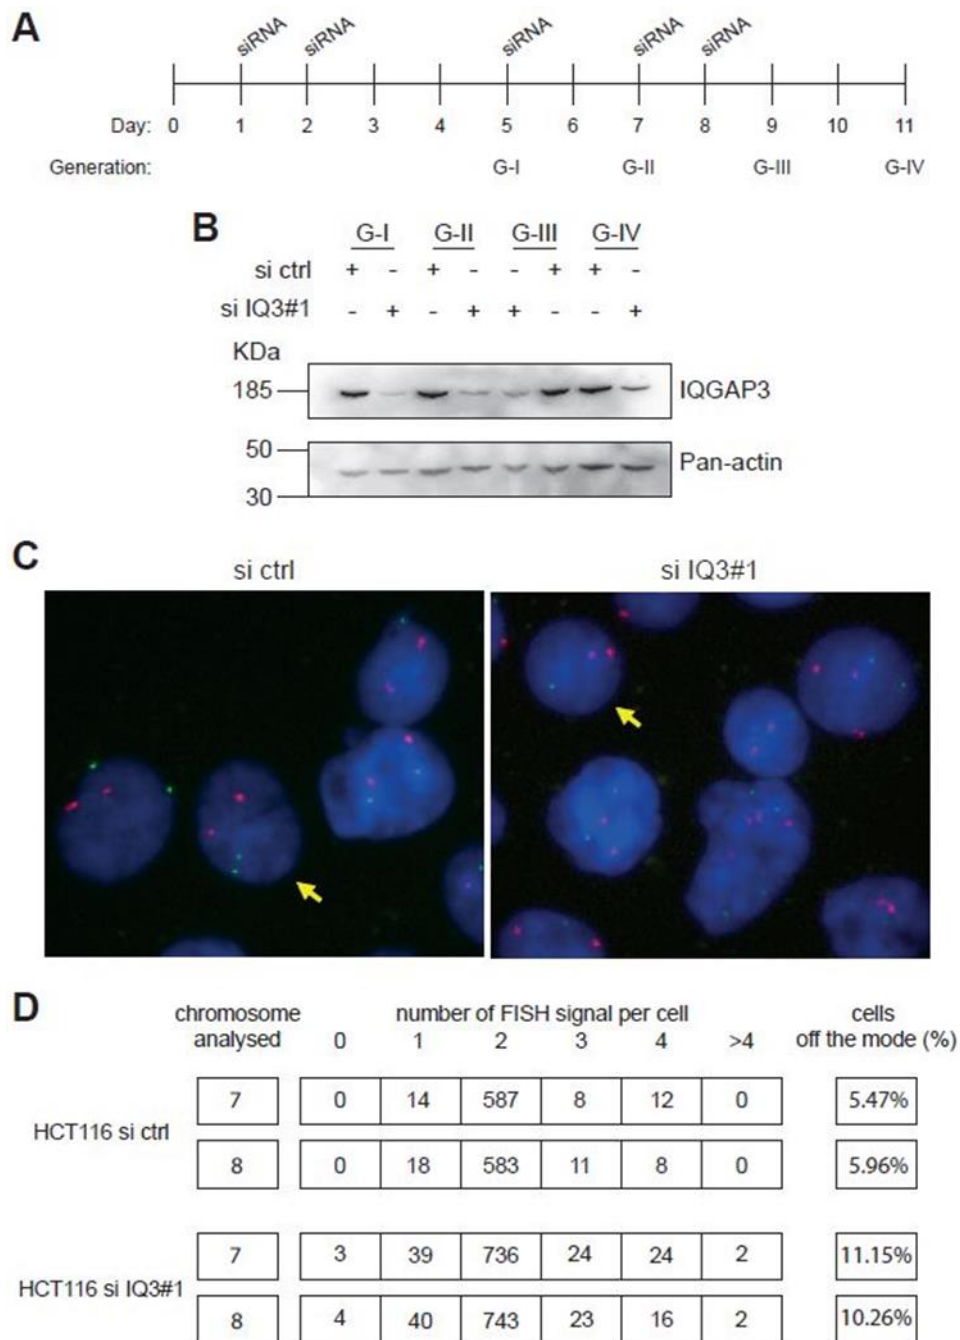 A
siRNA siRNA siRNA siRNA siRNA
Day: 0 1 2 3 4 5 6 7 8 9 10 11
Generation: G-I G-II G-III G-IV
B
G-I G-II G-III G-IV
si ctrl + - + - - + + -
si IQ3#1 - + - + + - - +
KDa
185 IQGAP3
50
Pan-actin
30
C
si ctrl si IQ3#1
D
chromosome number of FISH signal per cell cells
analysed 0 1 2 3 4 >4 off the mode (%)
HCT116 si ctrl
7 0 14 587 8 12 0 5.47%
8 0 18 583 11 8 0 5.96%
HCT116 si IQ3#1
7 3 39 736 24 24 2 11.15%
8 4 40 743 23 16 2 10.26%